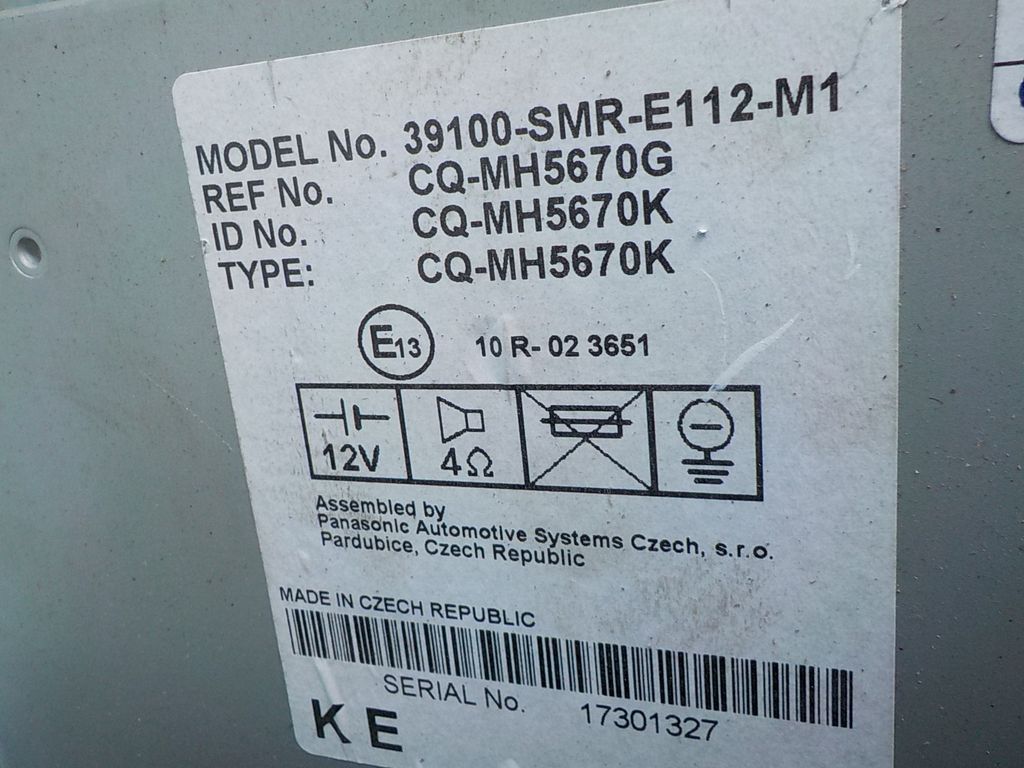 MODEL No. 39100-SMR-E112-M1
REF No. CQ-MH5670G
ID No. CQ-MH5670K
TYPE: CQ-MH5670K
E13 10 R- 02 3651
12V 4Ω
Assembled by
Panasonic Automotive Systems Czech, s.r.o.
Pardubice, Czech Republic
MADE IN CZECH REPUBLIC
SERIAL No. 17301327
KE